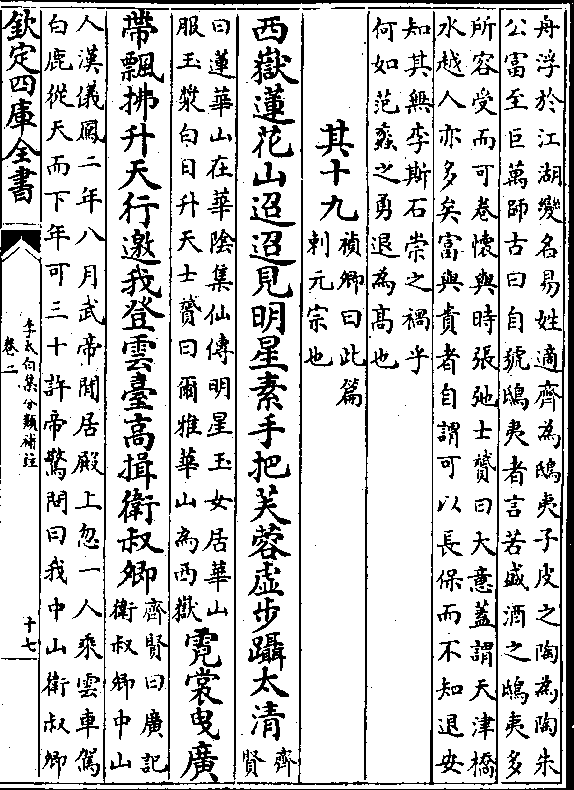 舟浮於江湖變名易姓適齊為鴟夷子皮之陶為陶朱
公富至巨萬師古曰自號鴟夷者言若盛酒之鴟夷多
所容受而可卷懷與時張弛士贇曰大意蓋謂天津橋
水越人亦多矣富與貴者自謂可以長保而不知退安
知其無李斯石崇之禍乎
何如范蠡之勇退為高也
其十九
禎卿曰此篇
刺元宗也
西嶽蓮花山迢迢見明星素手把芙蓉虚步躡太清
齊
賢
曰蓮華山在華陰集仙傳明星玉女居華山
服玉漿白日升天士贇曰爾雅華山為西嶽
霓裳曳廣
帶飄拂升天行邀我登雲臺高揖衛叔卿
齊賢曰廣記
衛叔卿中山
人漢儀鳳二年八月武帝閒居殿上忽一人乘雲車駕
白鹿從天而下年可三十許帝驚問曰我中山衛叔卿
欽定四庫全書
李太白集分類補註
卷二
十七